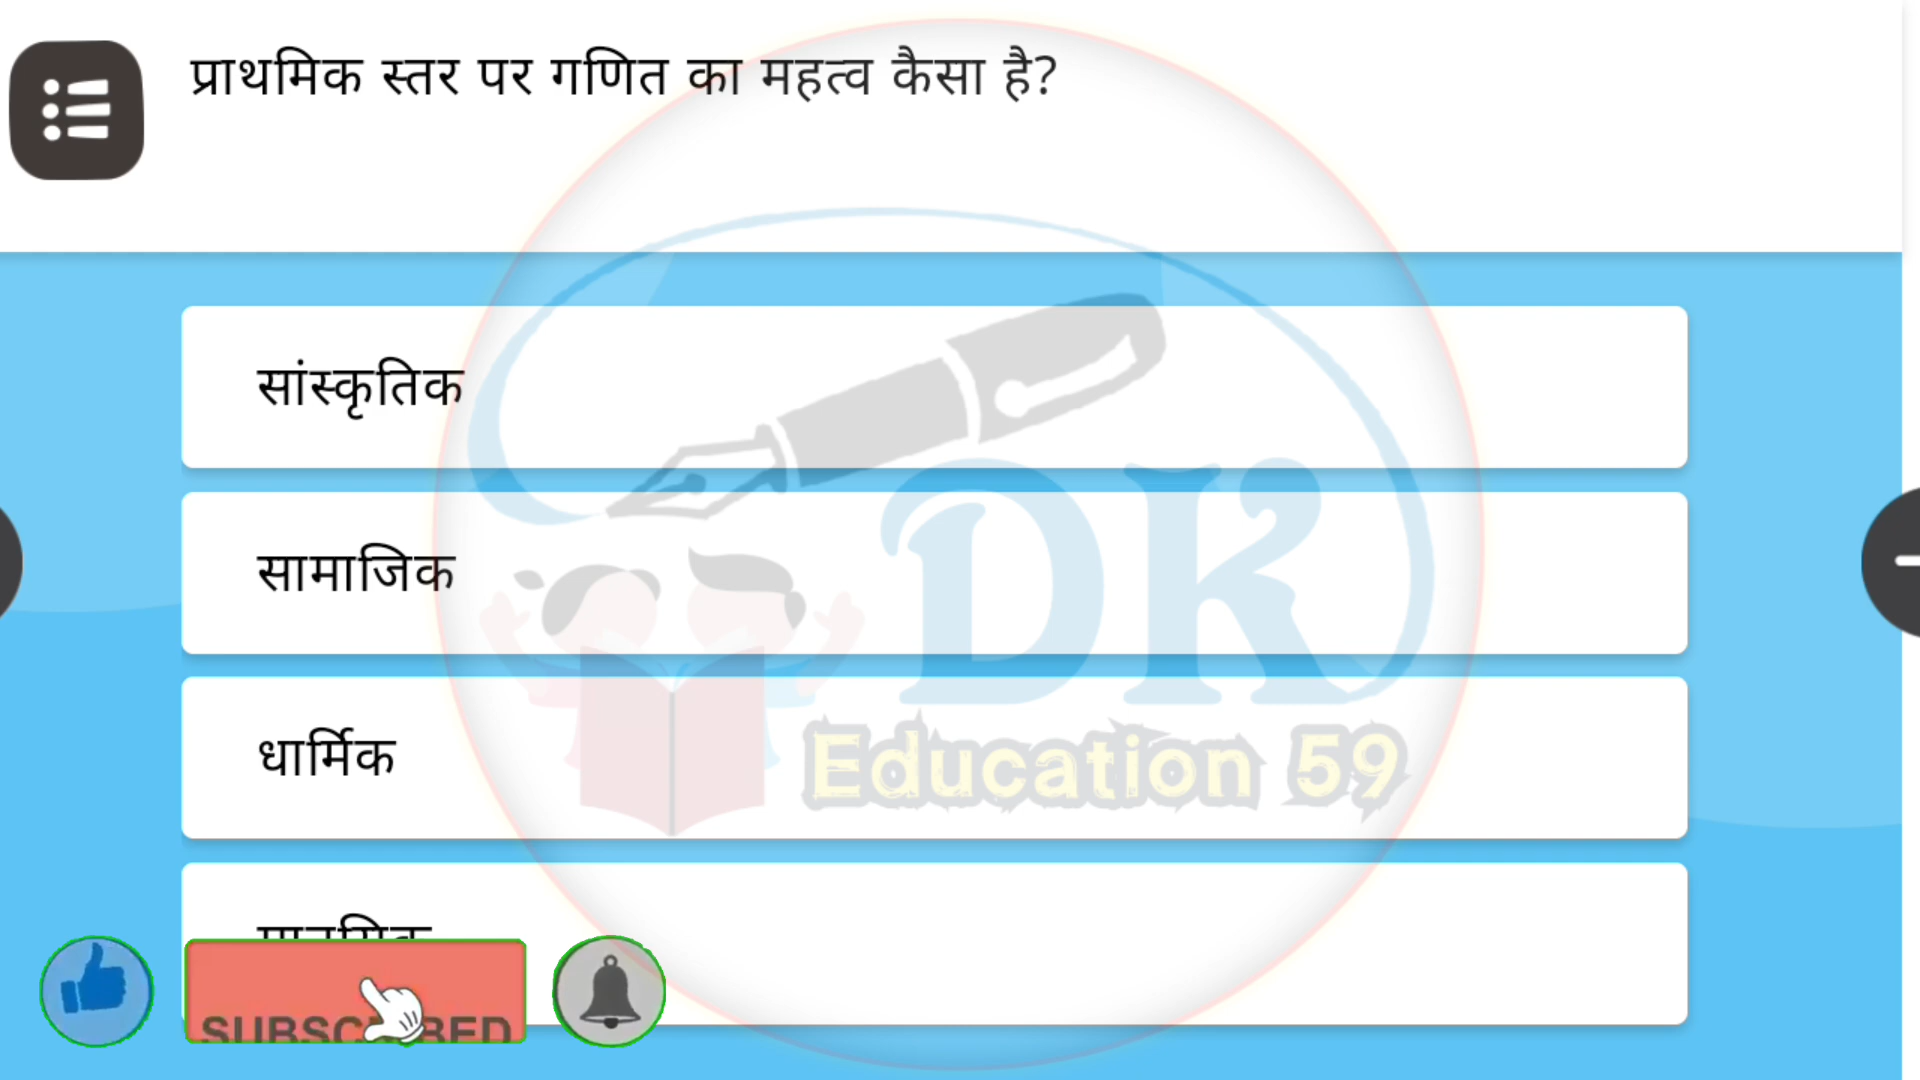 प्राथमिक स्तर पर गणित का महत्व कैसा है?
सांस्कृतिक
सामाजिक
धार्मिक
DK
Education 59